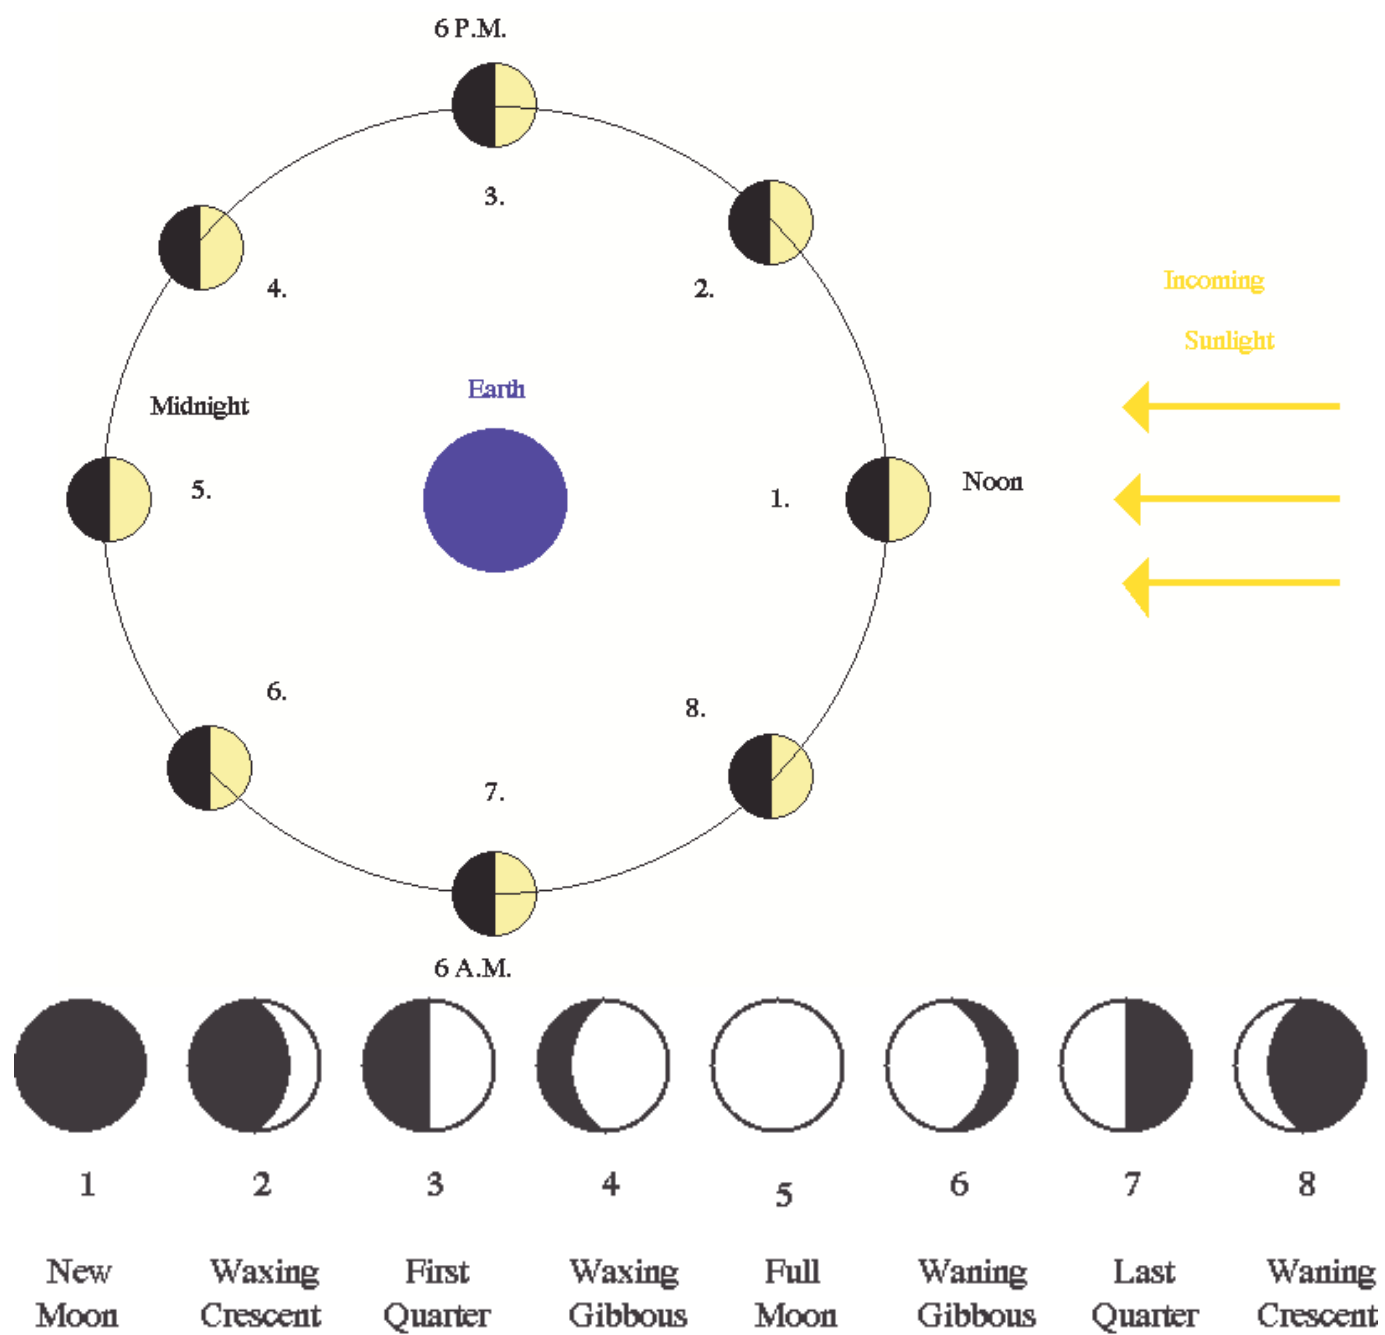 6 P.M.
3.
2.
4.
Incoming
Sunlight
Earth
Midnight
5.
1.
Noon
6.
8.
7.
6 A.M.
1 2 3 4 5 6 7 8
New Waxing First Waxing Full Waning Last Waning
Moon Crescent Quarter Gibbous Moon Gibbous Quarter Crescent